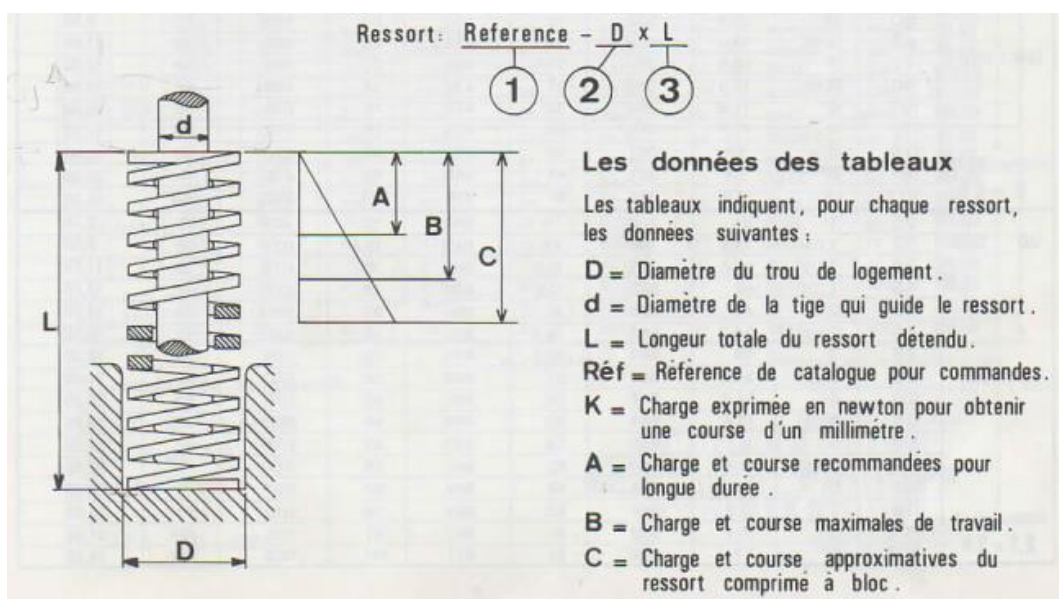 Ressort: Reference - D x L
1 2 3
d
A
B
C
L
D
Les données des tableaux
Les tableaux indiquent, pour chaque ressort,
les données suivantes :
D = Diamètre du trou de logement.
d = Diamètre de la tige qui guide le ressort.
L = Longeur totale du ressort détendu.
Réf = Référence de catalogue pour commandes.
K = Charge exprimée en newton pour obtenir
une course d'un millimétre.
A = Charge et course recommandées pour
longue durée.
B = Charge et course maximales de travail.
C = Charge et course approximatives du
ressort comprimé à bloc.